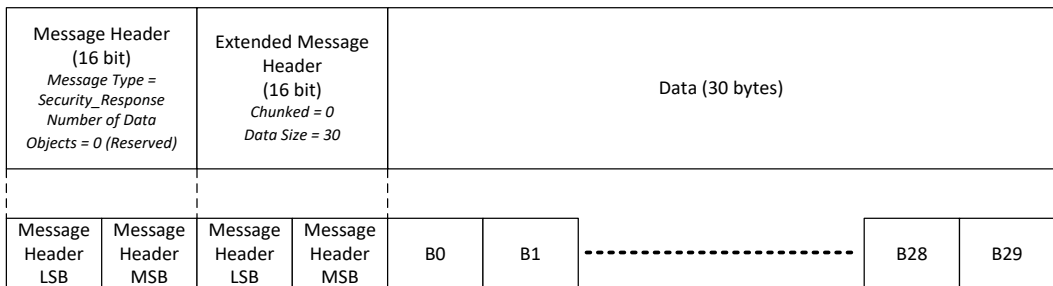 Message Header
(16 bit)
Message Type =
Security_Response
Number of Data
Objects = 0 (Reserved)
Extended Message
Header
(16 bit)
Chunked = 0
Data Size = 30
Data (30 bytes)
Message
Header
LSB
Message
Header
MSB
Message
Header
LSB
Message
Header
MSB
B0
B1
B28
B29